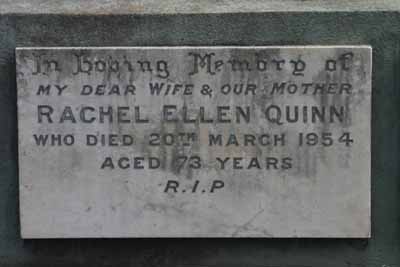 In Loving Memory of
MY DEAR WIFE & OUR MOTHER
RACHEL ELLEN QUINN
WHO DIED 20TH MARCH 1954
AGED 73 YEARS
R.I.P